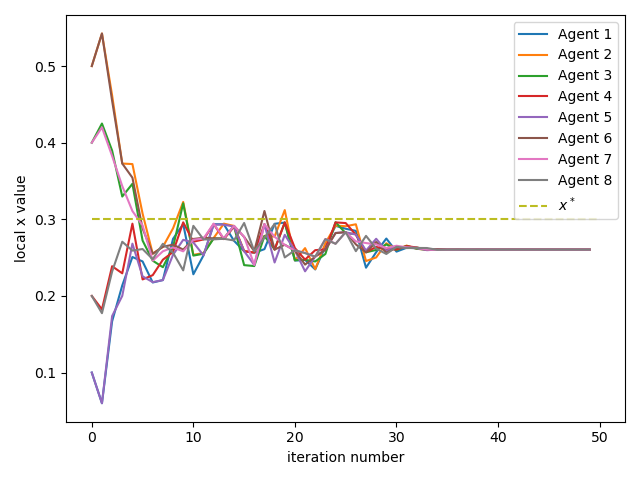 Agent 1
Agent 2
Agent 3
Agent 4
Agent 5
Agent 6
Agent 7
Agent 8
x*
0.5
0.4
0.3
0.2
0.1
local x value
0 10 20 30 40 50
iteration number